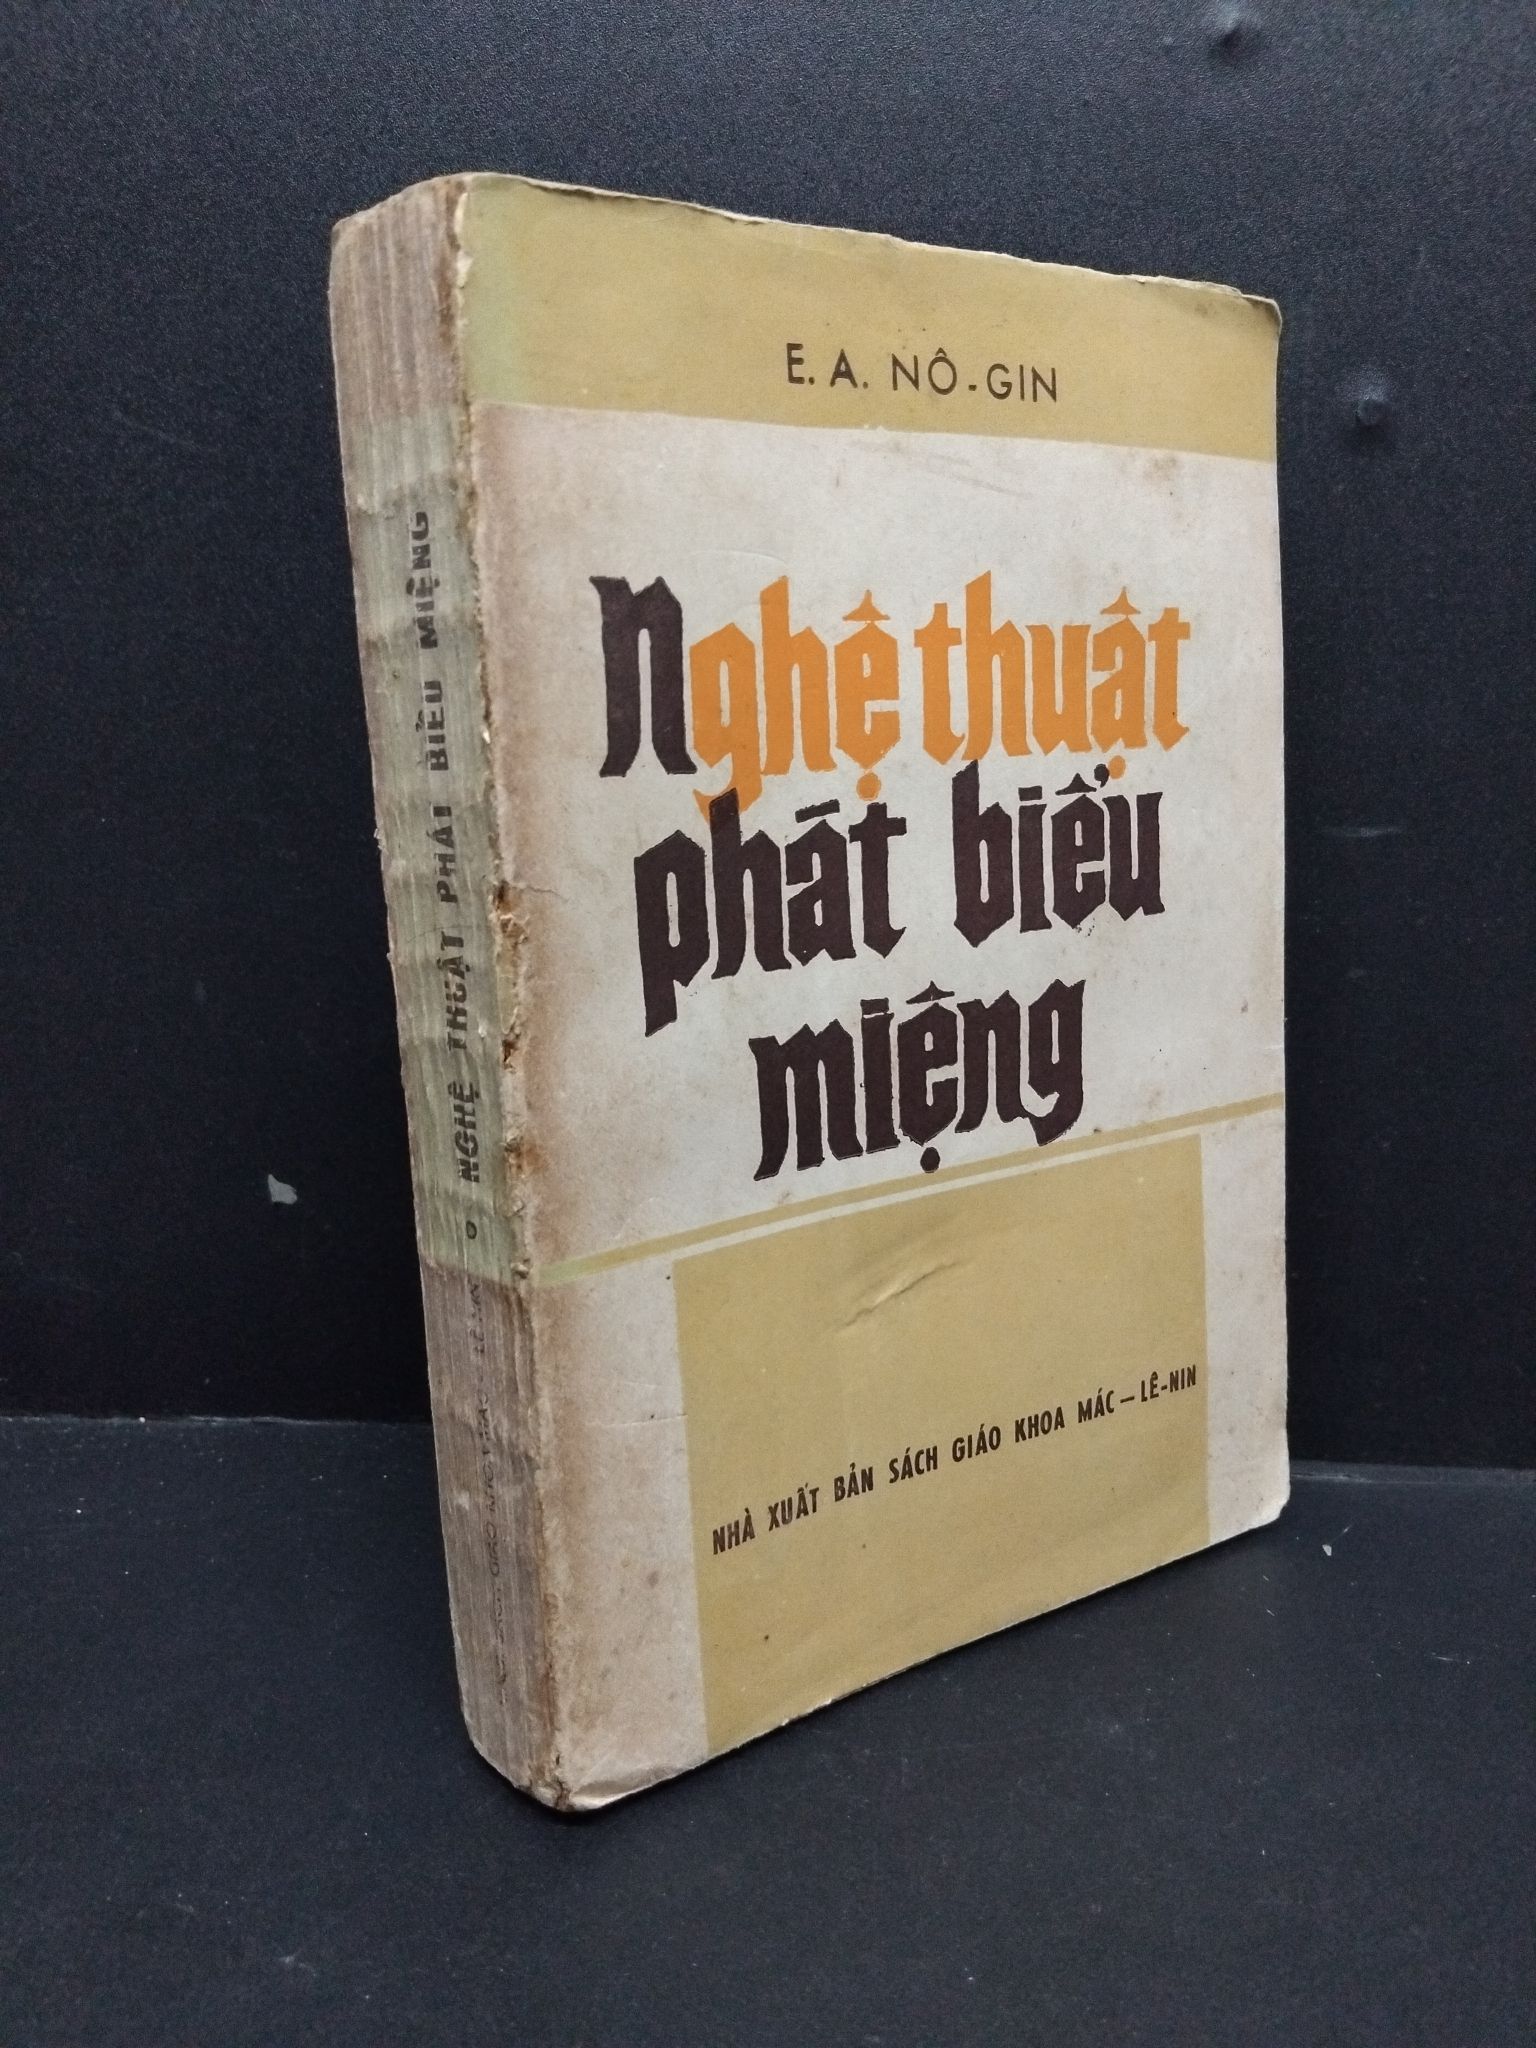 E. A. NÔ-GIN
Nghệ thuật
phát biểu
miệng
NHÀ XUẤT BẢN SÁCH GIÁO KHOA MÁC – LÊ-NIN
NGHỆ THUẬT PHÁT BIỂU MIỆNG